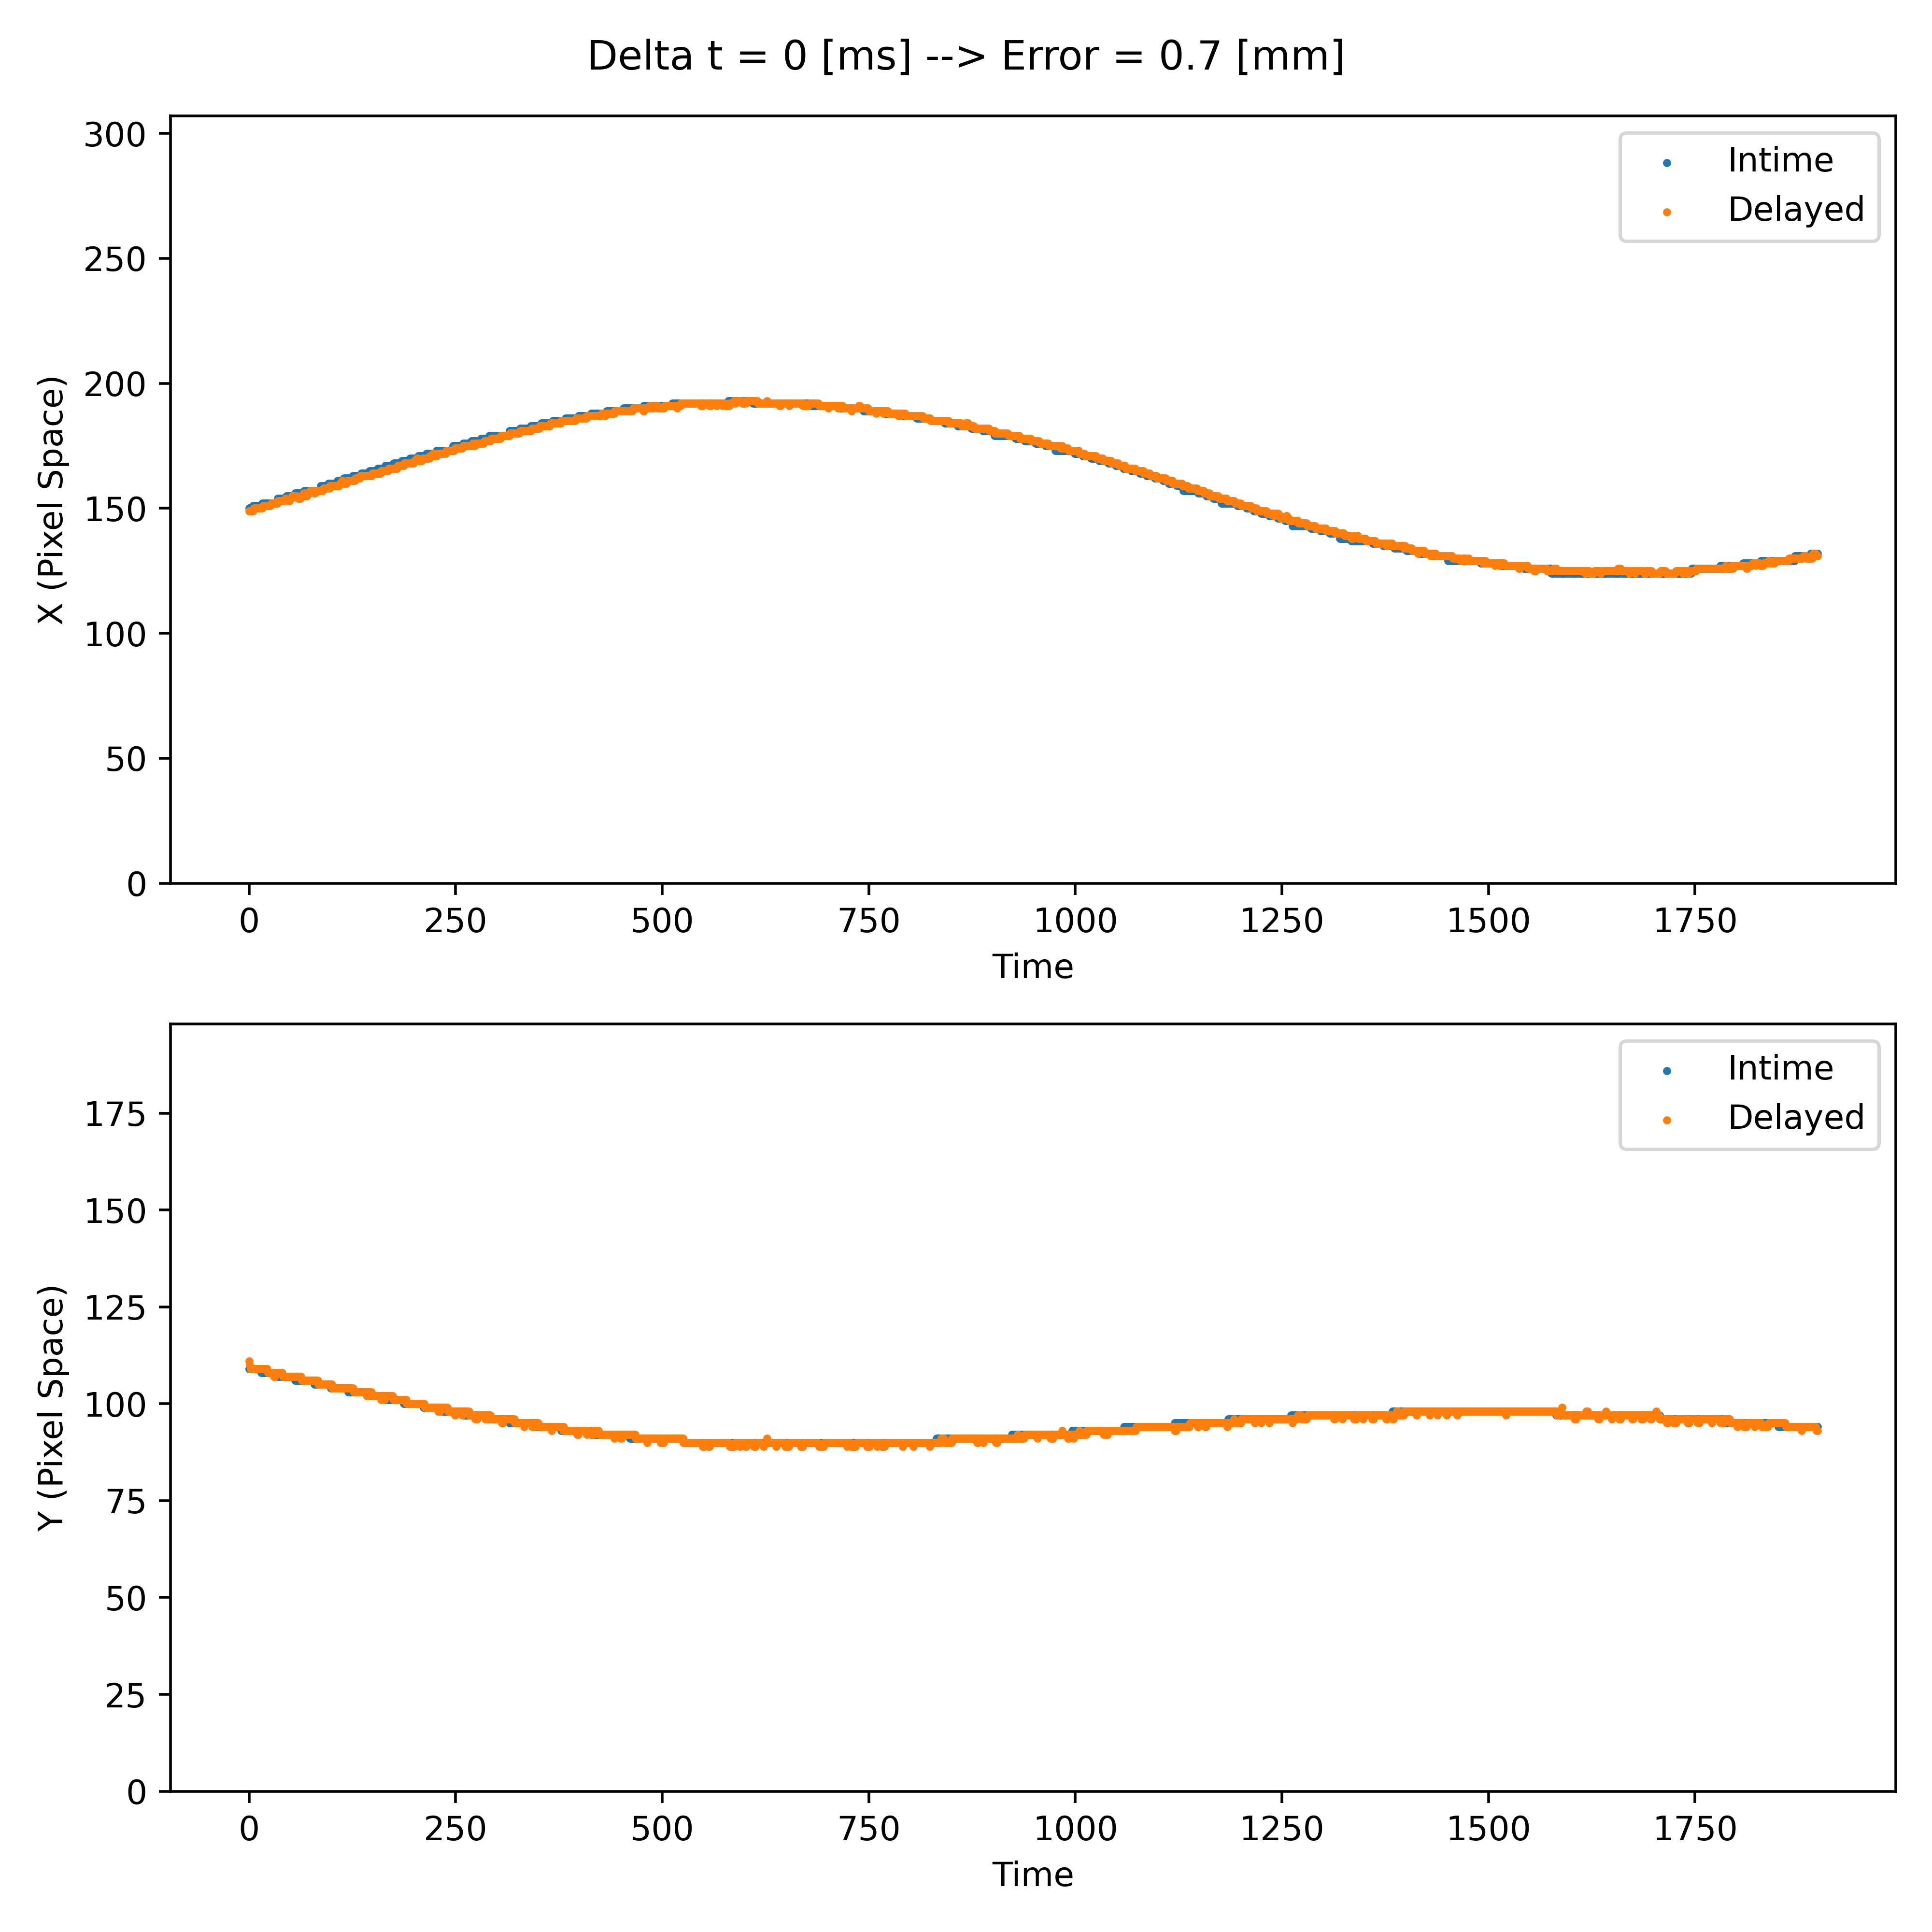 Delta t = 0 [ms] --> Error = 0.7 [mm]
300
250
200
150
100
50
0
X (Pixel Space)
Intime
Delayed
0 250 500 750 1000 1250 1500 1750
Time
175
150
125
100
75
50
25
0
Y (Pixel Space)
Intime
Delayed
0 250 500 750 1000 1250 1500 1750
Time